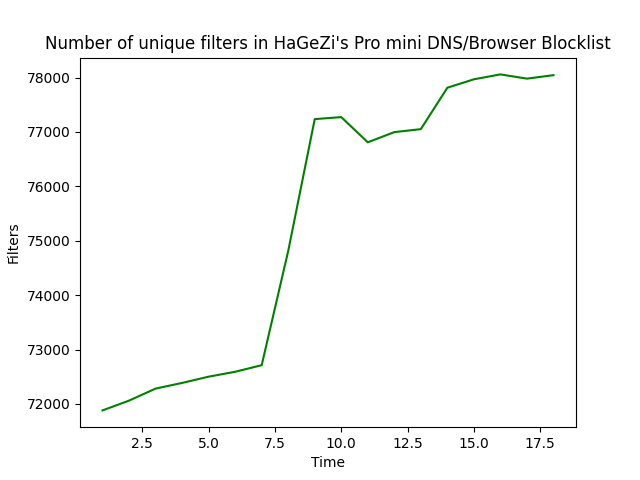 Number of unique filters in HaGeZi's Pro mini DNS/Browser Blocklist
78000
77000
76000
75000
74000
73000
72000
Filters
2.5 5.0 7.5 10.0 12.5 15.0 17.5
Time